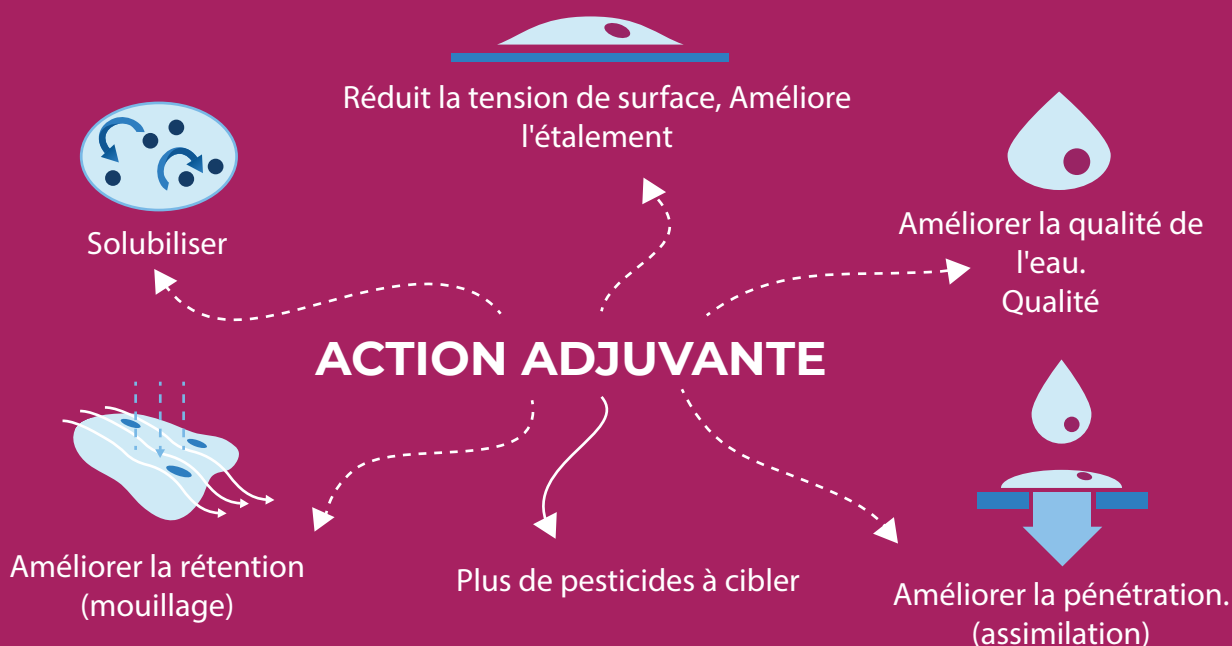 Réduit la tension de surface, Améliore
l'étalement
Solubiliser
Améliorer la qualité de
l'eau.
Qualité
ACTION ADJUVANTE
Améliorer la rétention
(mouillage)
Plus de pesticides à cibler
Améliorer la pénétration.
(assimilation)